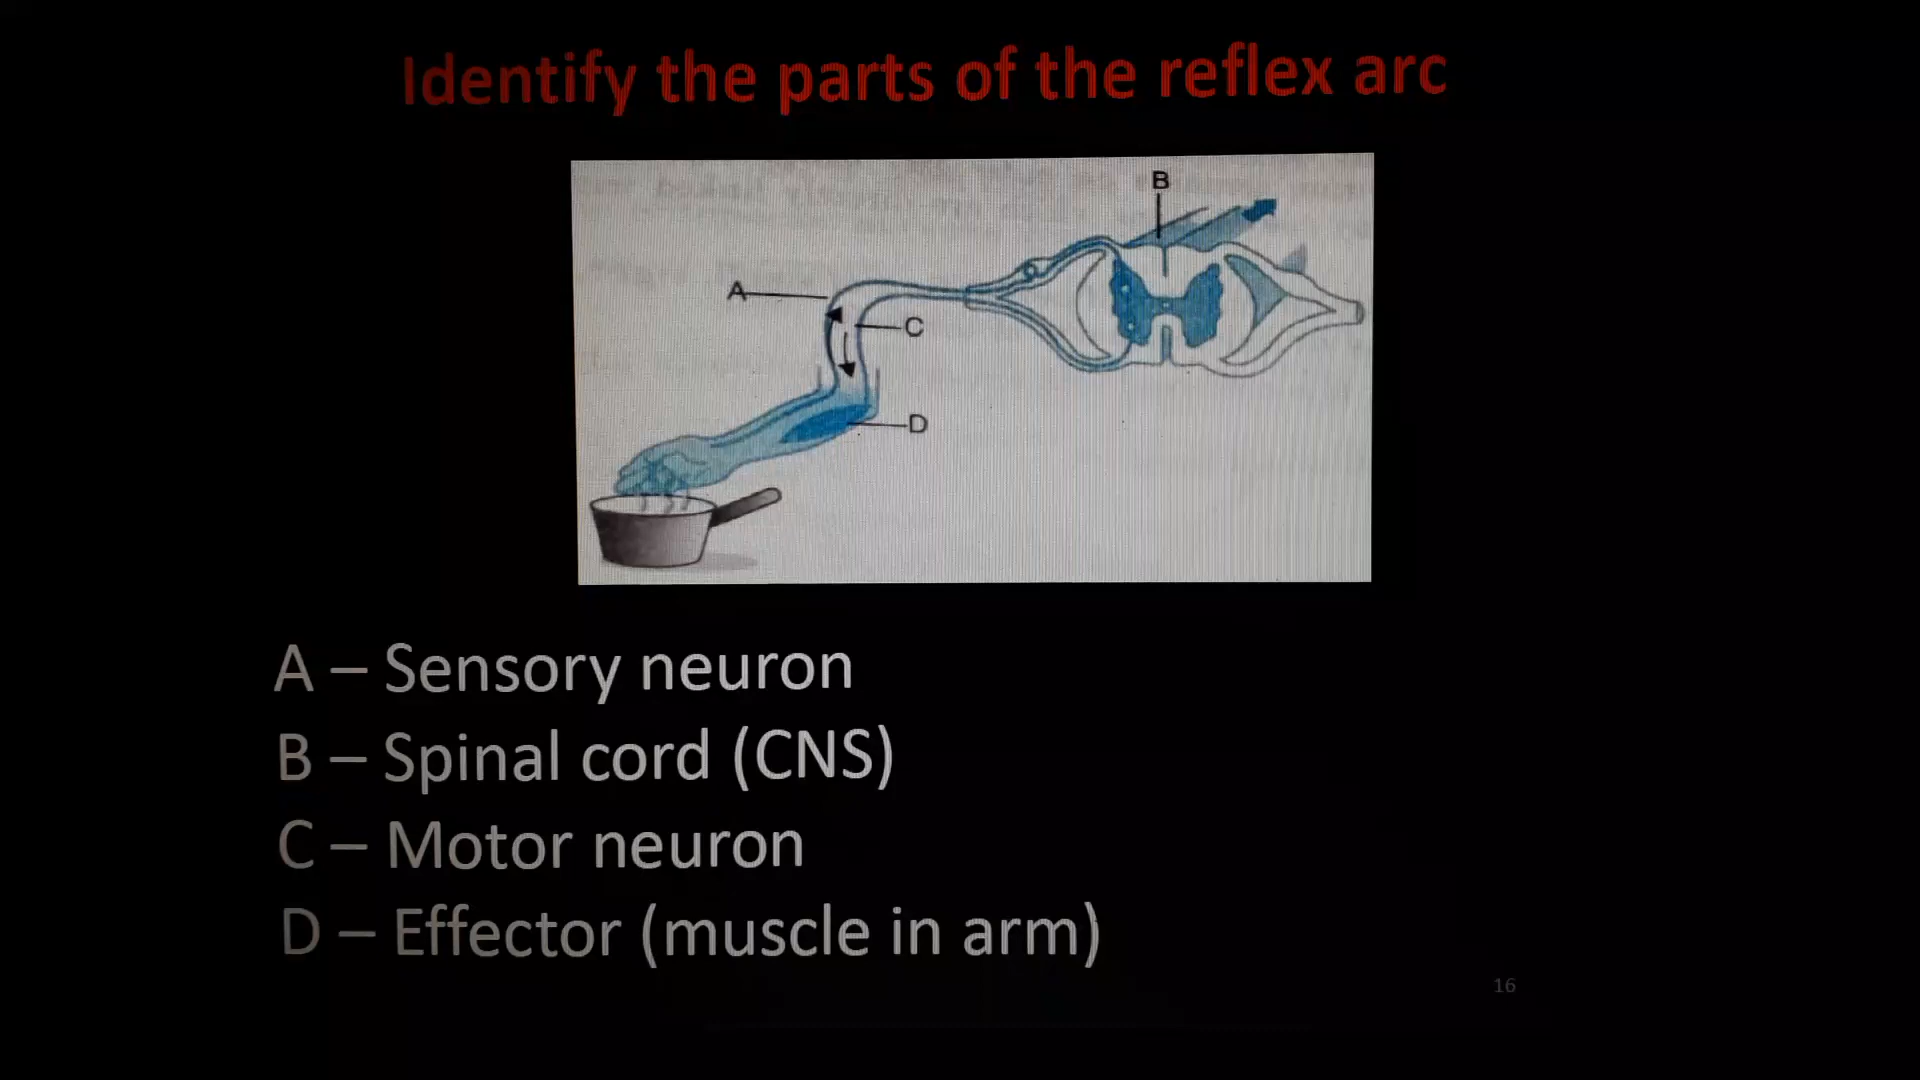 Identify the parts of the reflex arc
B
A
C
D
A – Sensory neuron
B – Spinal cord (CNS)
C – Motor neuron
D – Effector (muscle in arm)
16